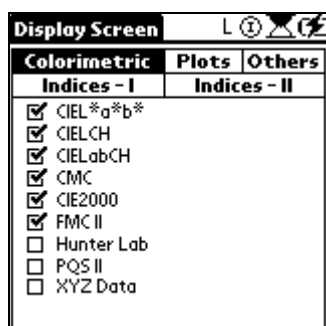 Display Screen L
Colorimetric Plots Others
Indices - I Indices - II
CIEL*a*b*
CIELCH
CIELabCH
CMC
CIE2000
FMC II
Hunter Lab
PQS II
XYZ Data